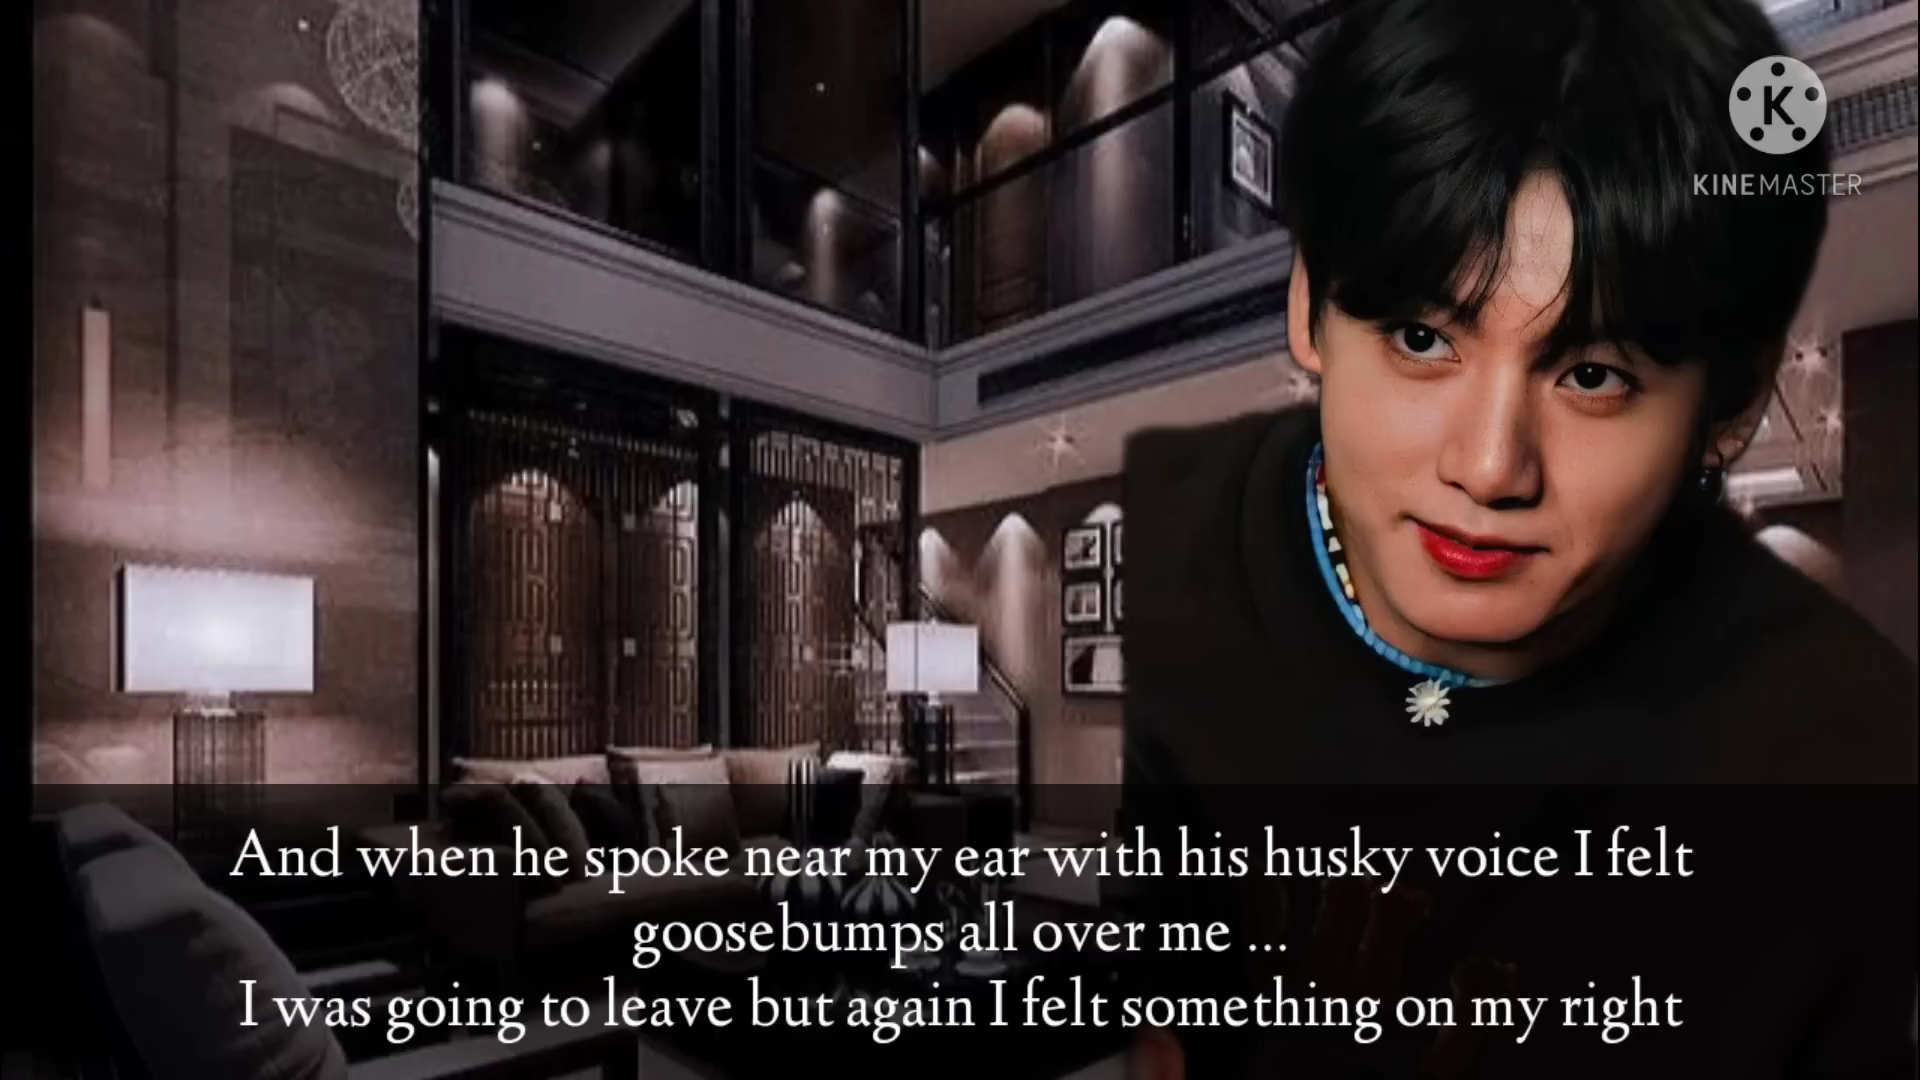 K
KINEMASTER
And when he spoke near my ear with his husky voice I felt
goosebumps all over me ...
I was going to leave but again I felt something on my right